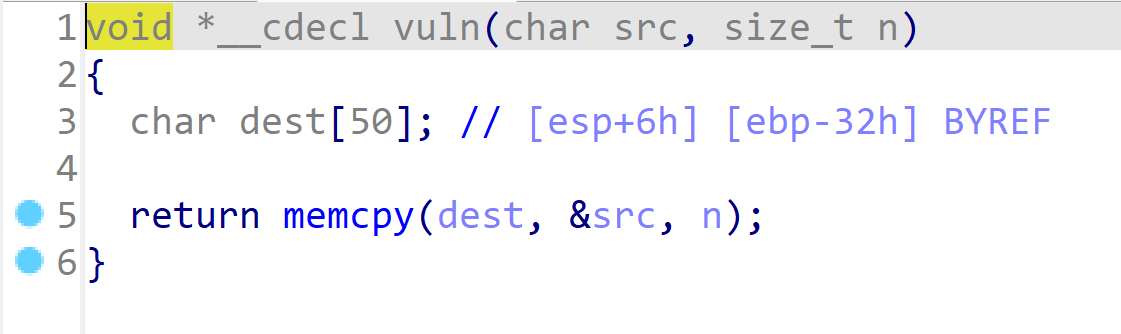 1 void *__cdecl vuln(char src, size_t n)
2 {
3 char dest[50]; // [esp+6h] [ebp-32h] BYREF
4
5 return memcpy(dest, &src, n);
6 }